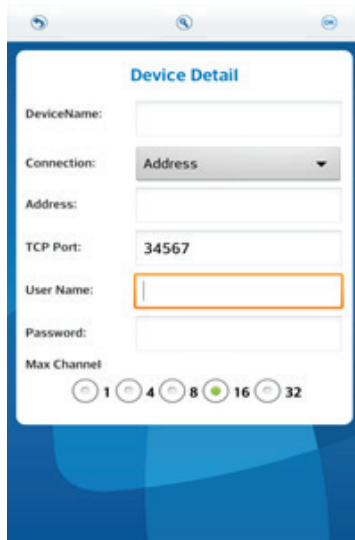 OK
Device Detail
DeviceName:
Connection: Address
Address:
TCP Port: 34567
User Name:
Password:
Max Channel
1 4 8 16 32